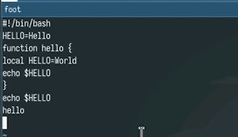 foot
#!/bin/bash
HELLO=Hello
function hello {
local HELLO=World
echo $HELLO
}
echo $HELLO
hello
~